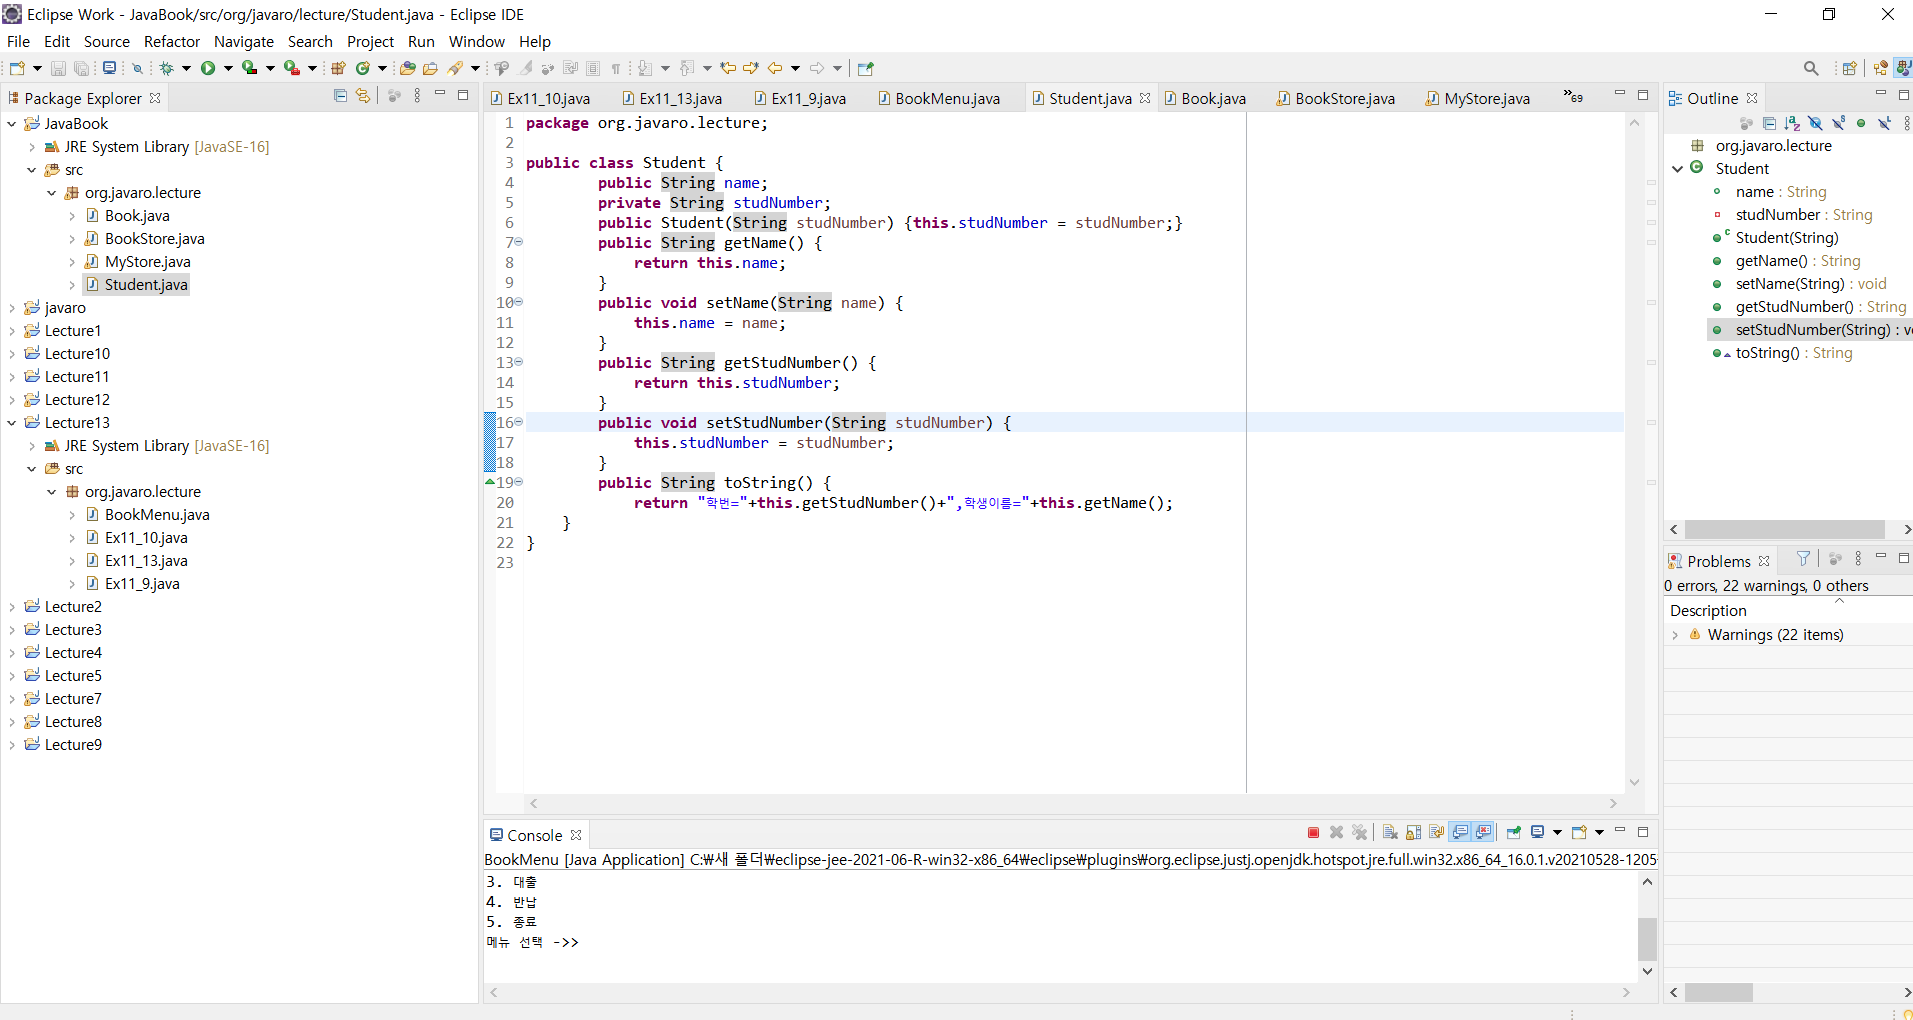 Eclipse Work - JavaBook/src/org/javaro/lecture/Student.java - Eclipse IDE
File Edit Source Refactor Navigate Search Project Run Window Help
Package Explorer
JavaBook
JRE System Library [JavaSE-16]
src
org.javaro.lecture
Book.java
BookStore.java
MyStore.java
Student.java
javaro
Lecture1
Lecture10
Lecture11
Lecture12
Lecture13
JRE System Library [JavaSE-16]
src
org.javaro.lecture
BookMenu.java
Ex11_10.java
Ex11_13.java
Ex11_9.java
Lecture2
Lecture3
Lecture4
Lecture5
Lecture7
Lecture8
Lecture9
Ex11_10.java Ex11_13.java Ex11_9.java BookMenu.java Student.java Book.java BookStore.java MyStore.java »69
1 package org.javaro.lecture;
2
3 public class Student {
4 public String name;
5 private String studNumber;
6 public Student(String studNumber) {this.studNumber = studNumber;}
7 public String getName() {
8 return this.name;
9 }
10 public void setName(String name) {
11 this.name = name;
12 }
13 public String getStudNumber() {
14 return this.studNumber;
15 }
16 public void setStudNumber(String studNumber) {
17 this.studNumber = studNumber;
18 }
19 public String toString() {
20 return "학번="+this.getStudNumber()+",학생이름="+this.getName();
21 }
22 }
23
Console
BookMenu [Java Application] C:₩새 폴더₩eclipse-jee-2021-06-R-win32-x86_64₩eclipse₩plugins₩org.eclipse.justj.openjdk.hotspot.jre.full.win32.x86_64_16.0.1.v20210528-1205
3. 대출
4. 반납
5. 종료
메뉴 선택 ->>
Outline
org.javaro.lecture
Student
name : String
studNumber : String
Student(String)
getName() : String
setName(String) : void
getStudNumber() : String
setStudNumber(String) : v
toString() : String
Problems
0 errors, 22 warnings, 0 others
Description
Warnings (22 items)